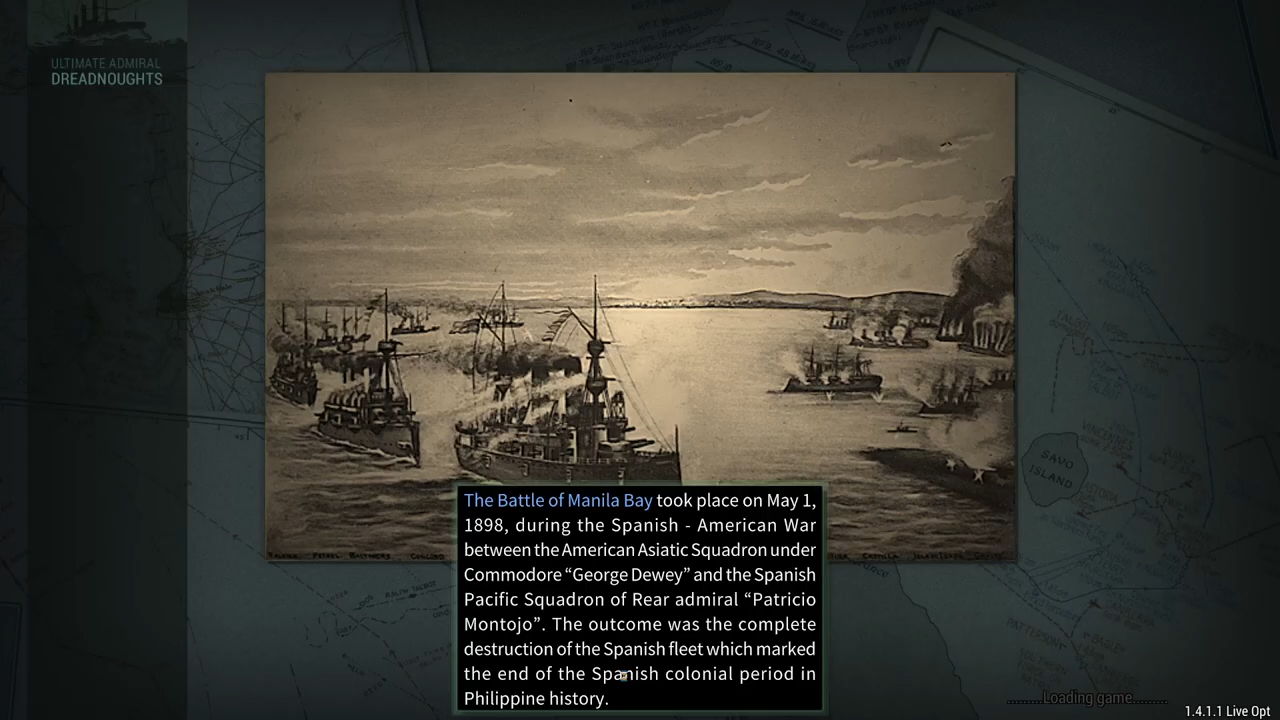 ULTIMATE ADMIRAL
DREADNOUGHTS
SAVO
ISLAND
The Battle of Manila Bay took place on May 1,
1898, during the Spanish - American War
between the American Asiatic Squadron under
Commodore “George Dewey” and the Spanish
Pacific Squadron of Rear admiral “Patricio
Montojo”. The outcome was the complete
destruction of the Spanish fleet which marked
the end of the Spanish colonial period in
Philippine history.
RALPH TALBOT
.........Loading game.........
1.4.1.1 Live Opt